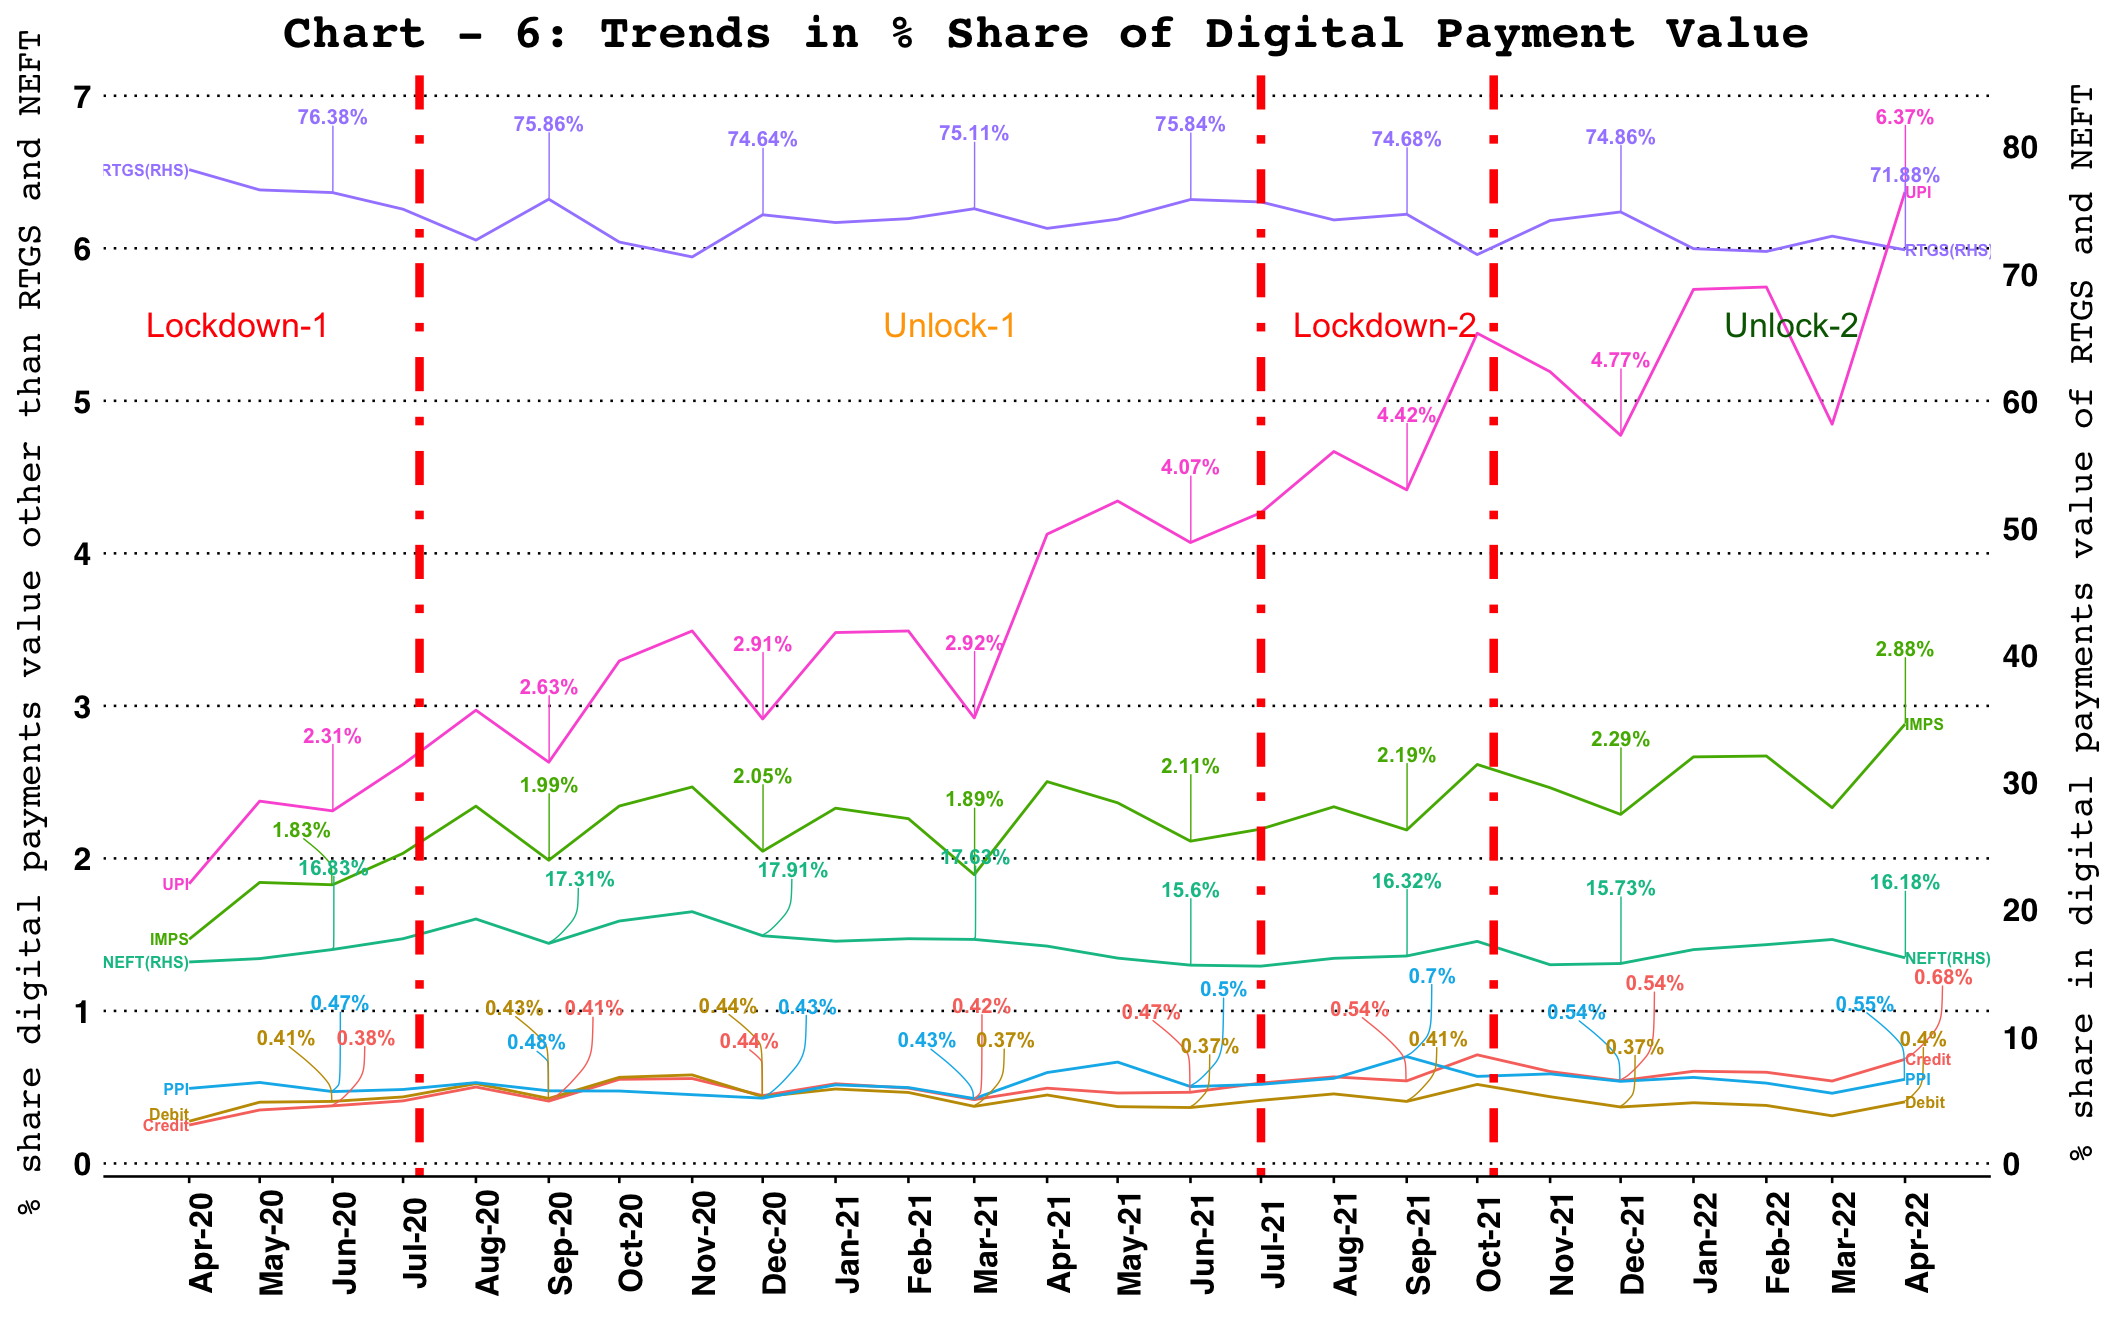 Chart – 6: Trends in % Share of Digital Payment Value
% share digital payments value other than RTGS and NEFT
% share in digital payments value of RTGS and NEFT
7
6
5
4
3
2
1
0
80
70
60
50
40
30
20
10
0
Lockdown-1
Unlock-1
Lockdown-2
Unlock-2
RTGS(RHS)
76.38%
75.86%
74.64%
75.11%
75.84%
74.68%
74.86%
71.88%
RTGS(RHS)
UPI
2.31%
2.63%
2.91%
2.92%
4.07%
4.42%
4.77%
6.37%
UPI
IMPS
1.83%
1.99%
2.05%
1.89%
2.11%
2.19%
2.29%
2.88%
IMPS
NEFT(RHS)
16.83%
17.31%
17.91%
17.63%
15.6%
16.32%
15.73%
16.18%
NEFT(RHS)
PPI
0.47%
0.48%
0.43%
0.43%
0.5%
0.7%
0.54%
0.55%
PPI
Debit
0.41%
0.43%
0.44%
0.37%
0.37%
0.41%
0.37%
0.4%
Debit
Credit
0.38%
0.41%
0.44%
0.42%
0.47%
0.54%
0.54%
0.68%
Credit
Apr-20
May-20
Jun-20
Jul-20
Aug-20
Sep-20
Oct-20
Nov-20
Dec-20
Jan-21
Feb-21
Mar-21
Apr-21
May-21
Jun-21
Jul-21
Aug-21
Sep-21
Oct-21
Nov-21
Dec-21
Jan-22
Feb-22
Mar-22
Apr-22